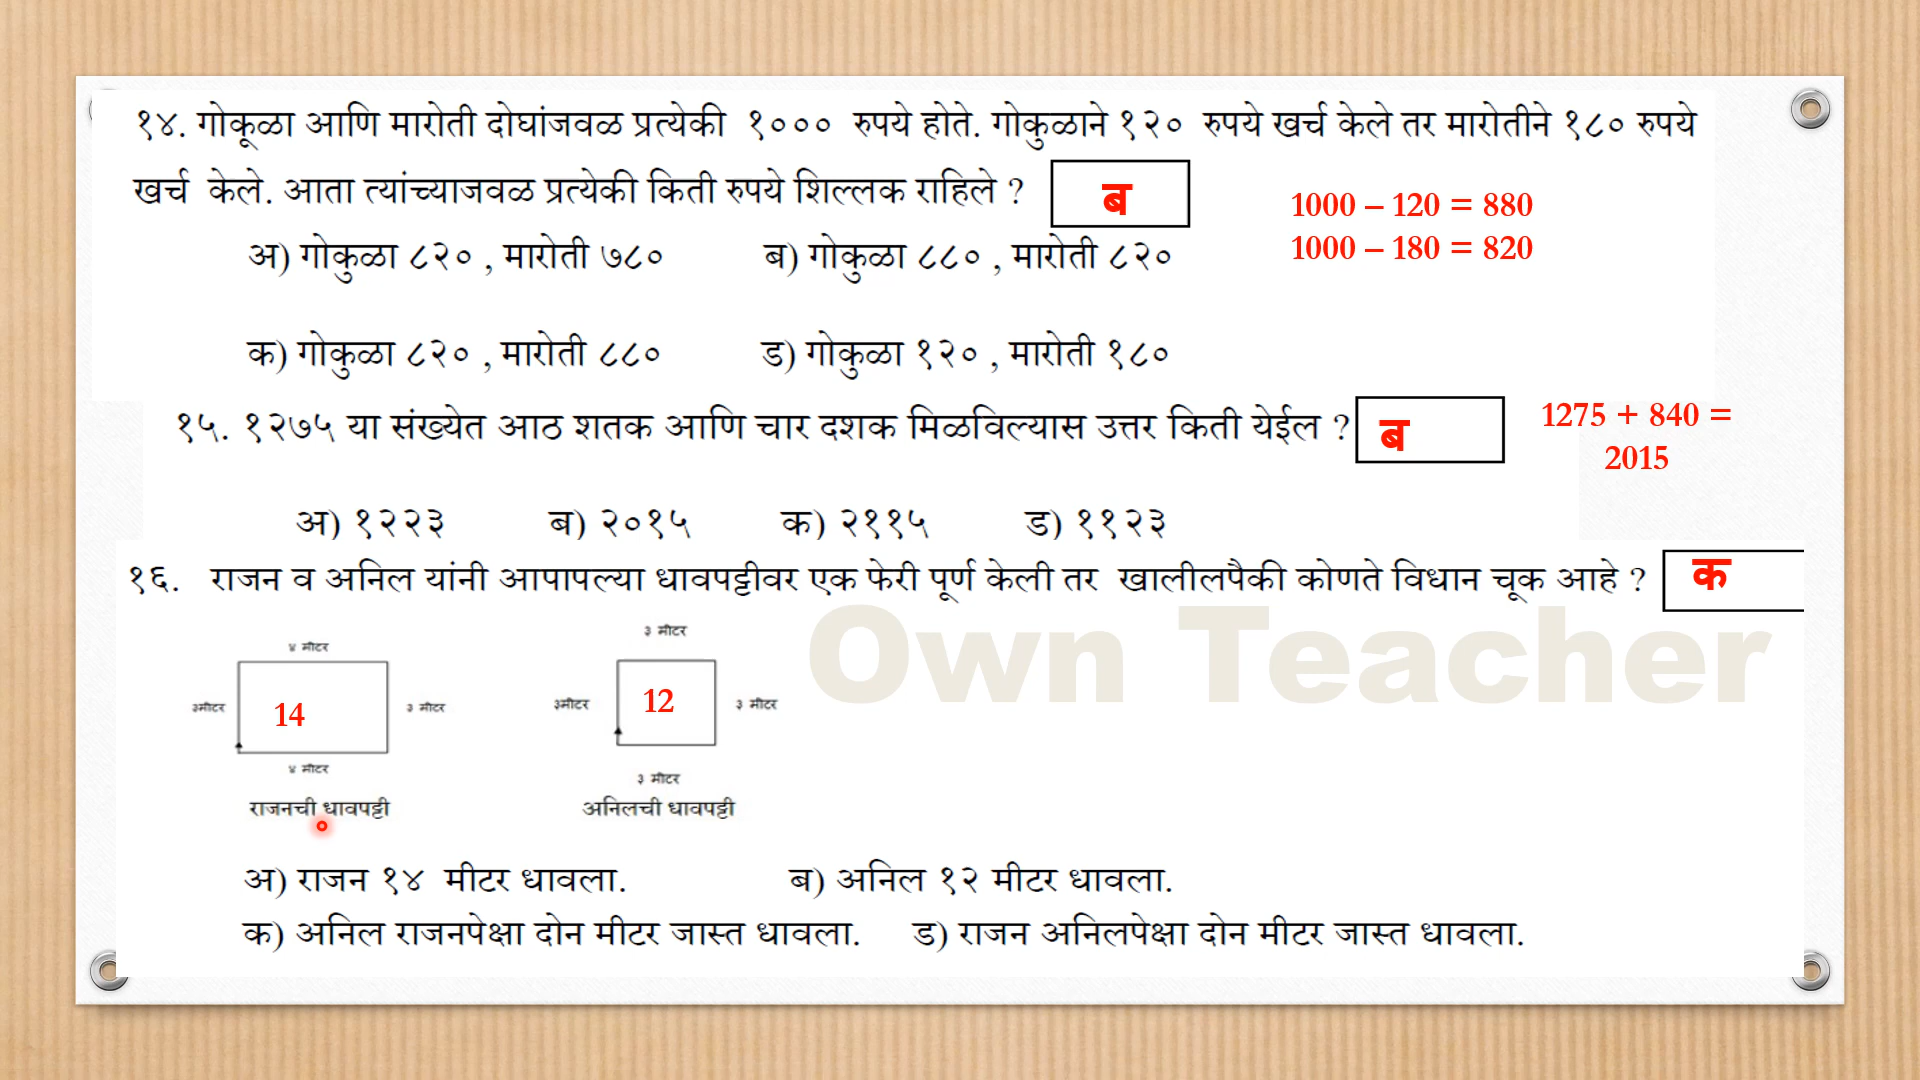 १४. गोकूळा आणि मारोती दोघांजवळ प्रत्येकी १००० रुपये होते. गोकुळाने १२० रुपये खर्च केले तर मारोतीने १८० रुपये
खर्च केले. आता त्यांच्याजवळ प्रत्येकी किती रुपये शिल्लक राहिले ? ब
1000 – 120 = 880
1000 – 180 = 820
अ) गोकुळा ८२० , मारोती ७८० ब) गोकुळा ८८० , मारोती ८२०
क) गोकुळा ८२० , मारोती ८८० ड) गोकुळा १२० , मारोती १८०
१५. १२७५ या संख्येत आठ शतक आणि चार दशक मिळविल्यास उत्तर किती येईल ? ब
1275 + 840 =
2015
अ) १२२३ ब) २०१५ क) २११५ ड) ११२३
१६. राजन व अनिल यांनी आपापल्या धावपट्टीवर एक फेरी पूर्ण केली तर खालीलपैकी कोणते विधान चूक आहे ? क
Own Teacher
४ मीटर
३मीटर 14 ३ मीटर
४ मीटर
राजनची धावपट्टी
३ मीटर
३मीटर 12 ३ मीटर
३ मीटर
अनिलची धावपट्टी
अ) राजन १४ मीटर धावला. ब) अनिल १२ मीटर धावला.
क) अनिल राजनपेक्षा दोन मीटर जास्त धावला. ड) राजन अनिलपेक्षा दोन मीटर जास्त धावला.